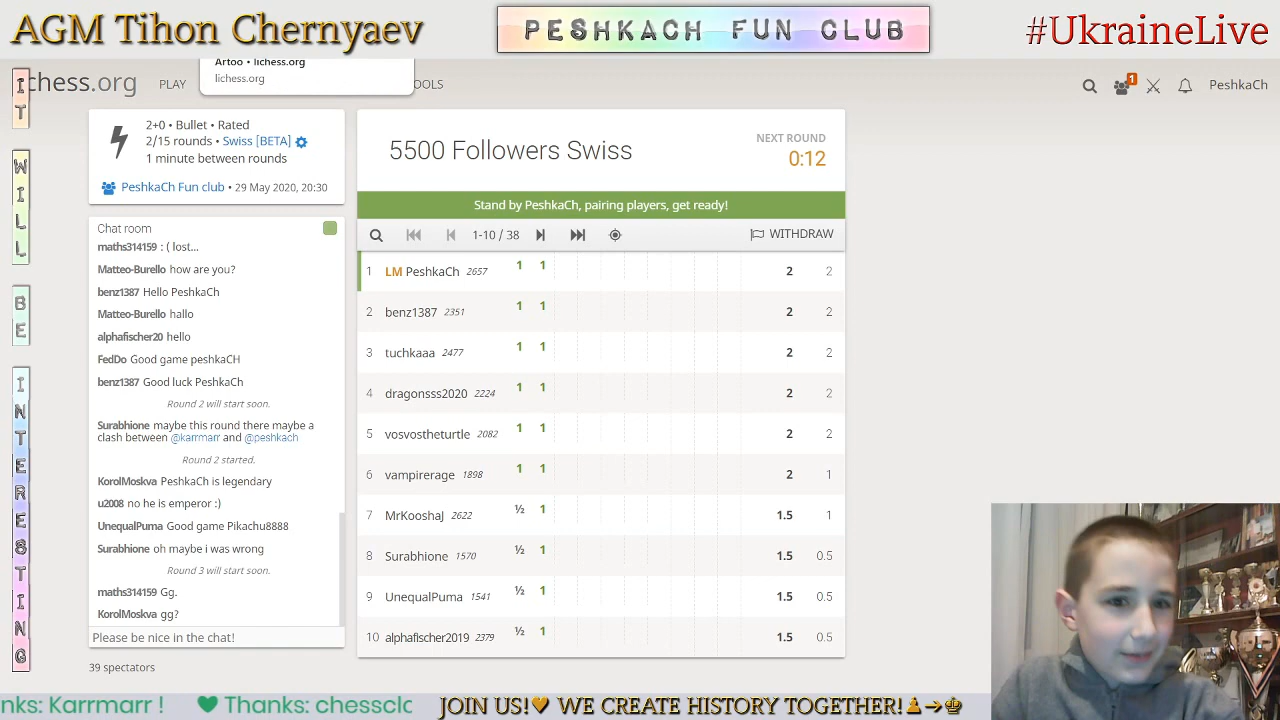 AGM Tihon Chernyaev
PESHKACH FUN CLUB
#UkraineLive
IT
WILL
BE
INTERESTING
chess.org
PLAY
Artoo • lichess.org
lichess.org
OOLS
1
PeshkaCh
2+0 • Bullet • Rated
2/15 rounds • Swiss [BETA]
1 minute between rounds
PeshkaCh Fun club • 29 May 2020, 20:30
Chat room
maths314159 : ( lost...
Matteo-Burello how are you?
benz1387 Hello PeshkaCh
Matteo-Burello hallo
alphafischer20 hello
FedDo Good game peshkaCH
benz1387 Good luck PeshkaCh
Round 2 will start soon.
Surabhione maybe this round there maybe a
clash between @karrmarr and @peshkach
Round 2 started.
KorolMoskva PeshkaCh is legendary
u2008 no he is emperor :)
UnequalPuma Good game Pikachu8888
Surabhione oh maybe i was wrong
Round 3 will start soon.
maths314159 Gg.
KorolMoskva gg?
Please be nice in the chat!
39 spectators
5500 Followers Swiss
NEXT ROUND
0:12
Stand by PeshkaCh, pairing players, get ready!
1-10 / 38
WITHDRAW
1 LM PeshkaCh 2657 1 1 2 2
2 benz1387 2351 1 1 2 2
3 tuchkaaa 2477 1 1 2 2
4 dragonsss2020 2224 1 1 2 2
5 vosvostheturtle 2082 1 1 2 2
6 vampirerage 1898 1 1 2 1
7 MrKooshaJ 2622 ½ 1 1.5 1
8 Surabhione 1570 ½ 1 1.5 0.5
9 UnequalPuma 1541 ½ 1 1.5 0.5
10 alphafischer2019 2379 ½ 1 1.5 0.5
nks: Karrmarr ! 💚 Thanks: chesscl
JOIN US!♥ WE CREATE HISTORY TOGETHER!♟→♚